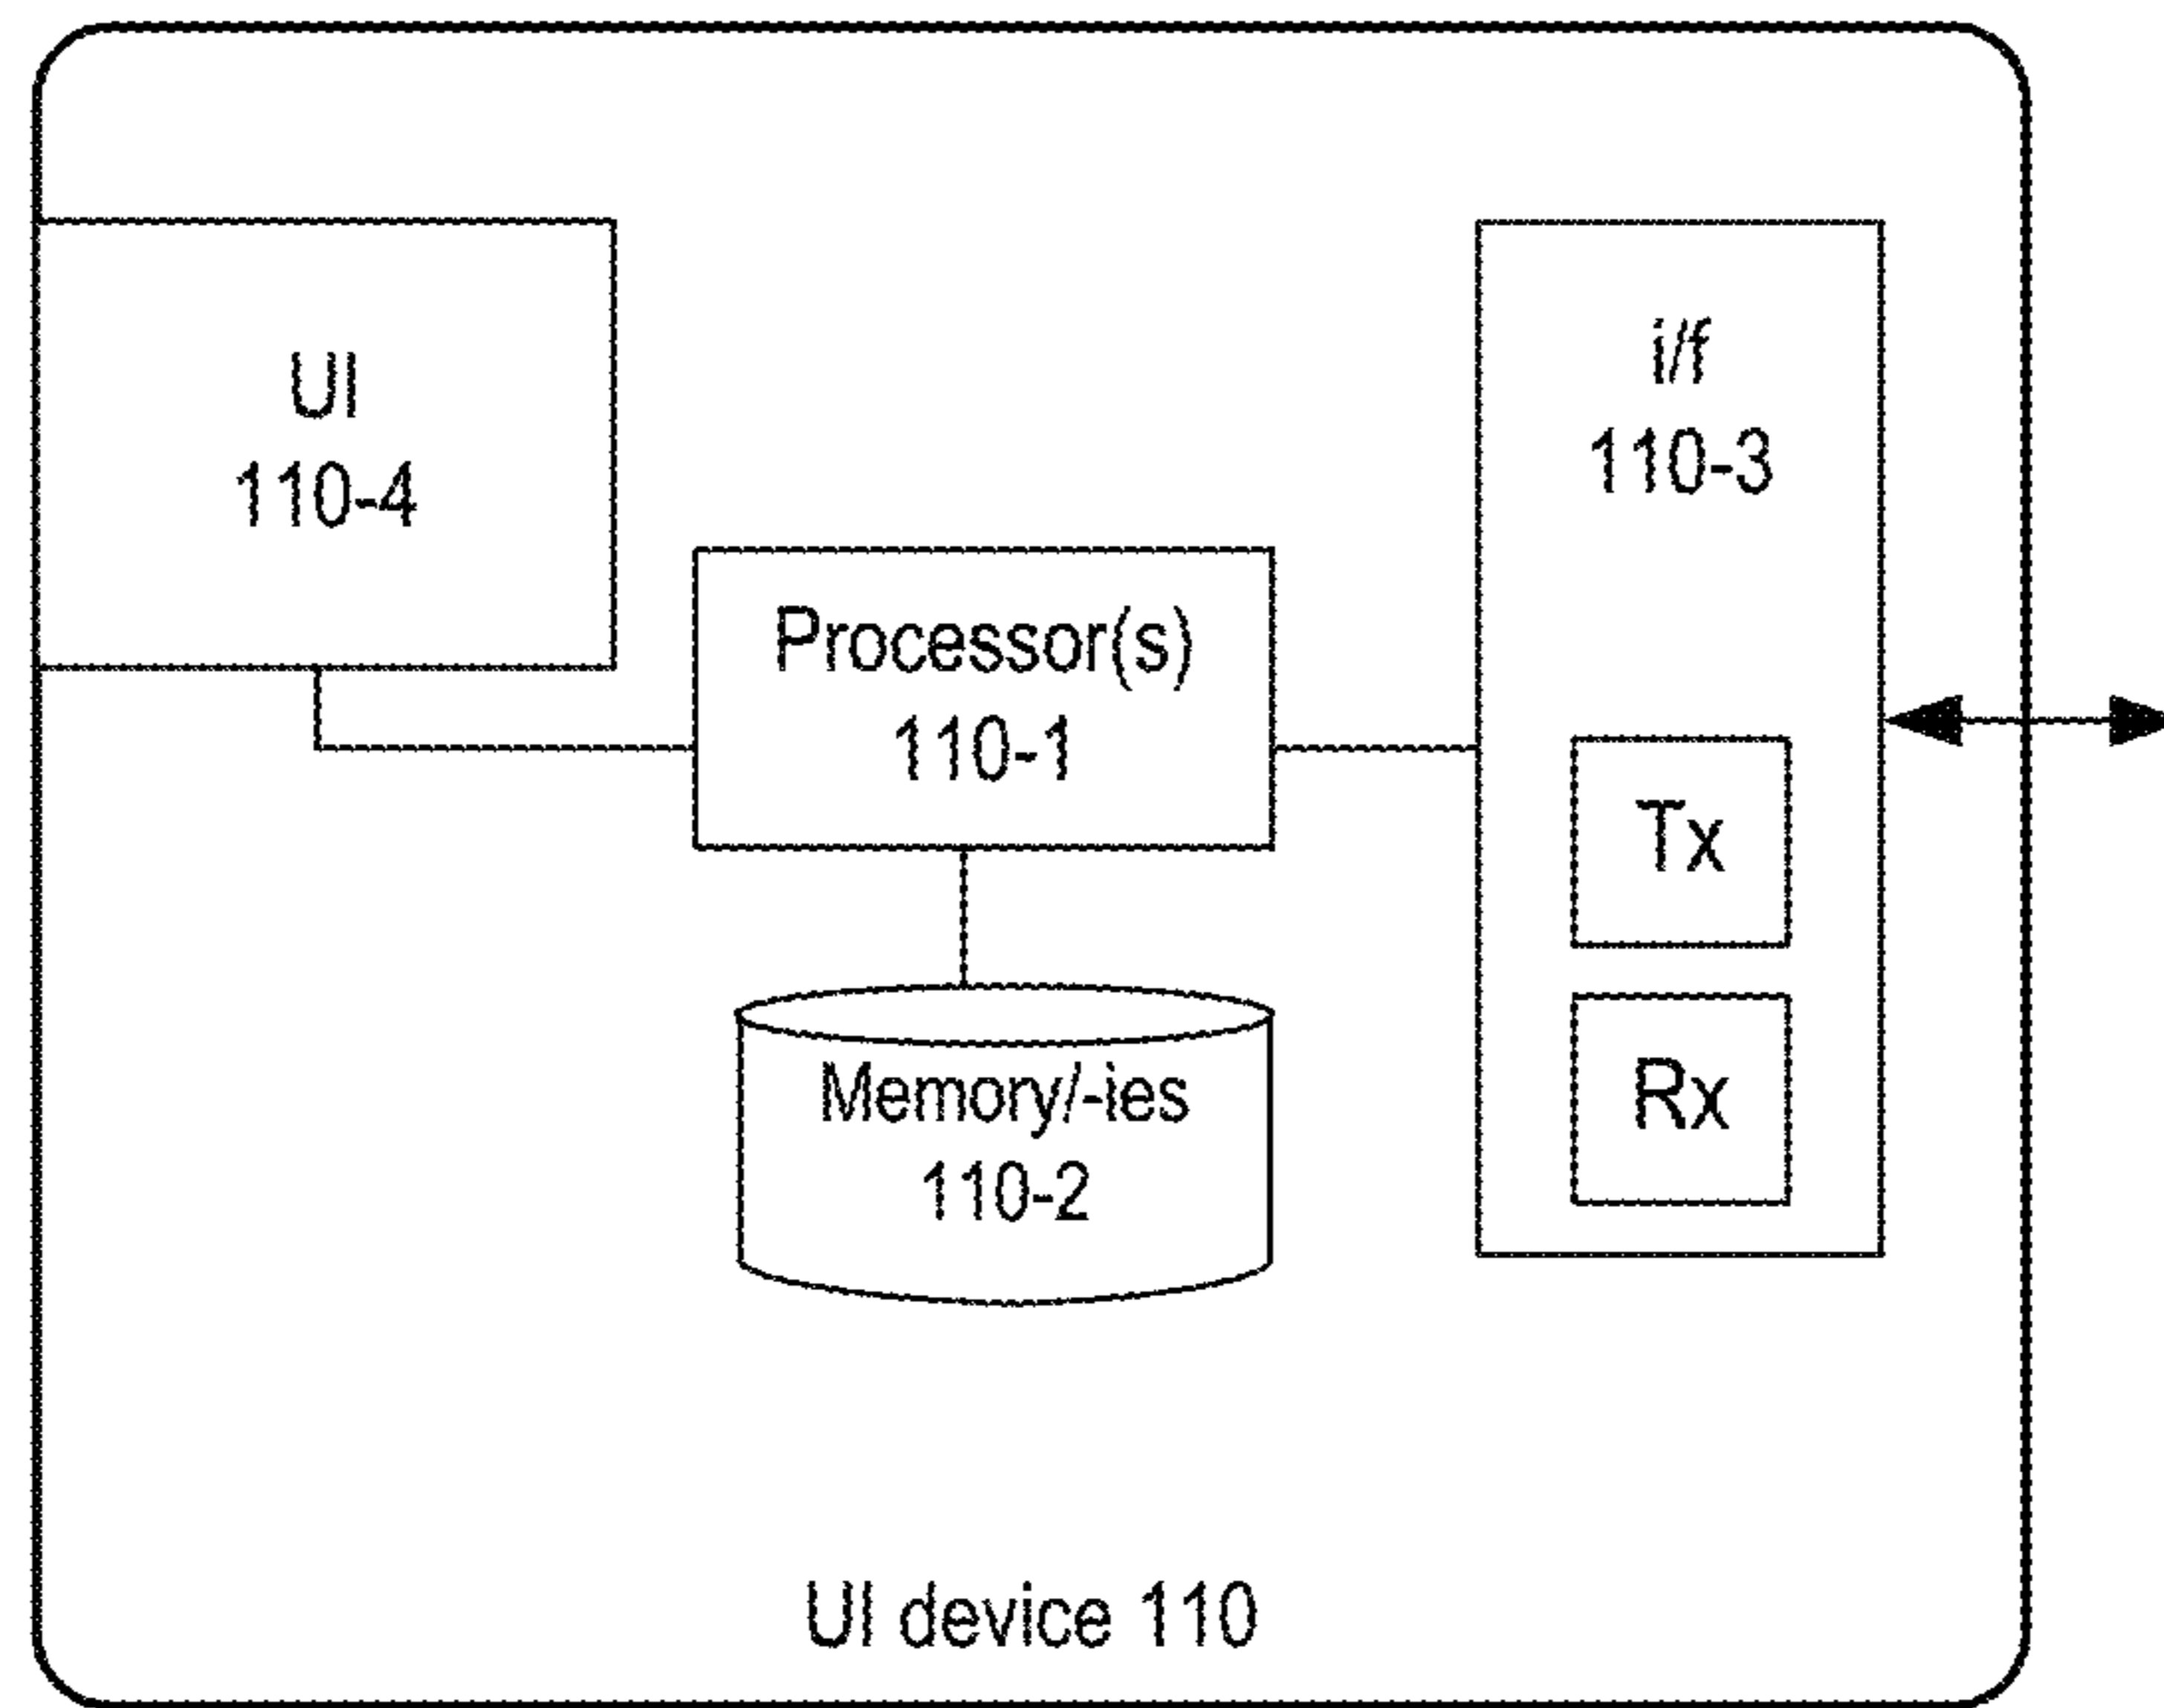 UI
110-4
i/f
110-3
Processor(s)
110-1
Tx
Rx
Memory/-ies
110-2
UI device 110